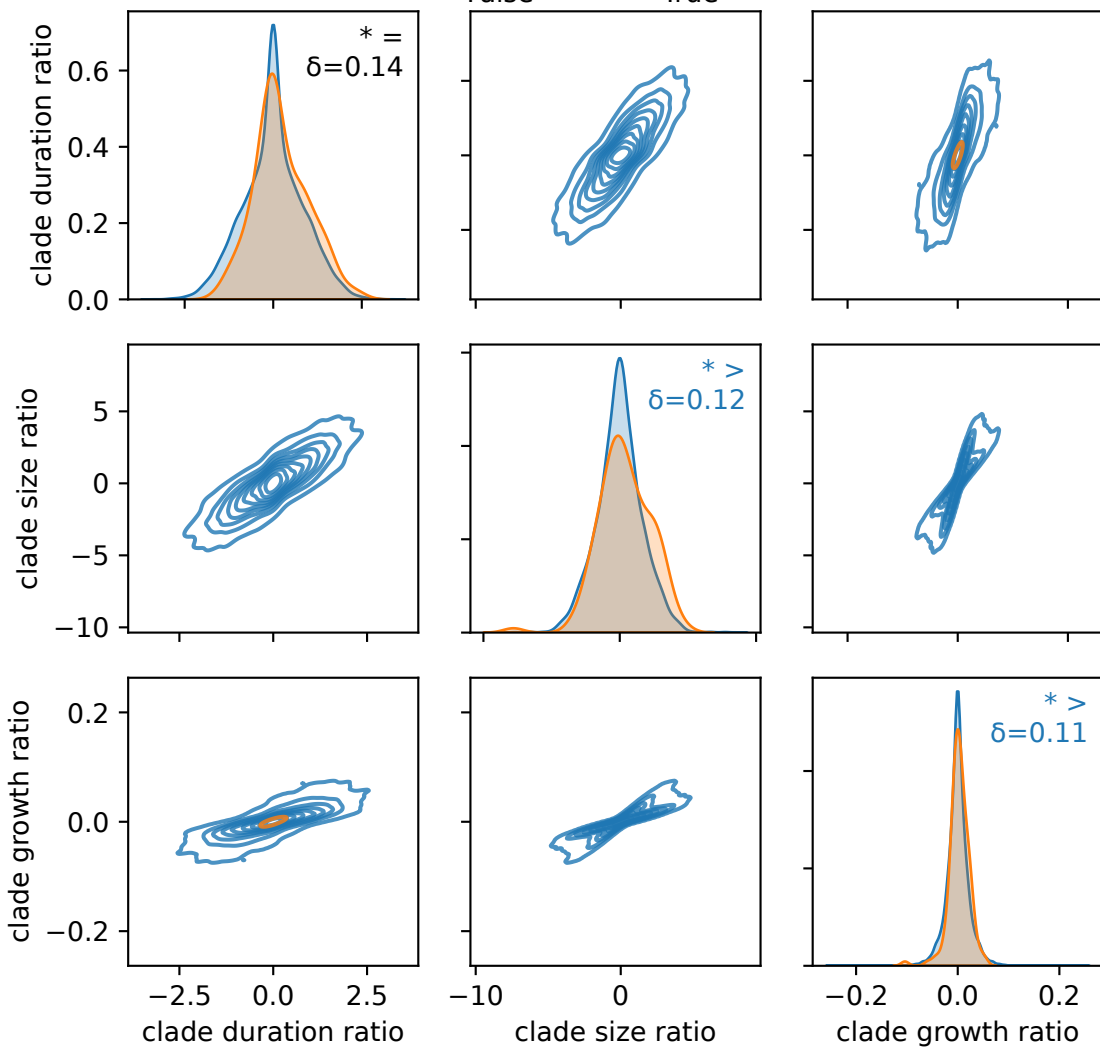 clade duration ratio
0.6
0.4
0.2
0.0
* =
δ=0.14
clade size ratio
5
0
−5
−10
* >
δ=0.12
clade growth ratio
0.2
0.0
−0.2
* >
δ=0.11
−2.5 0.0 2.5
−10 0
−0.2 0.0 0.2
clade duration ratio
clade size ratio
clade growth ratio